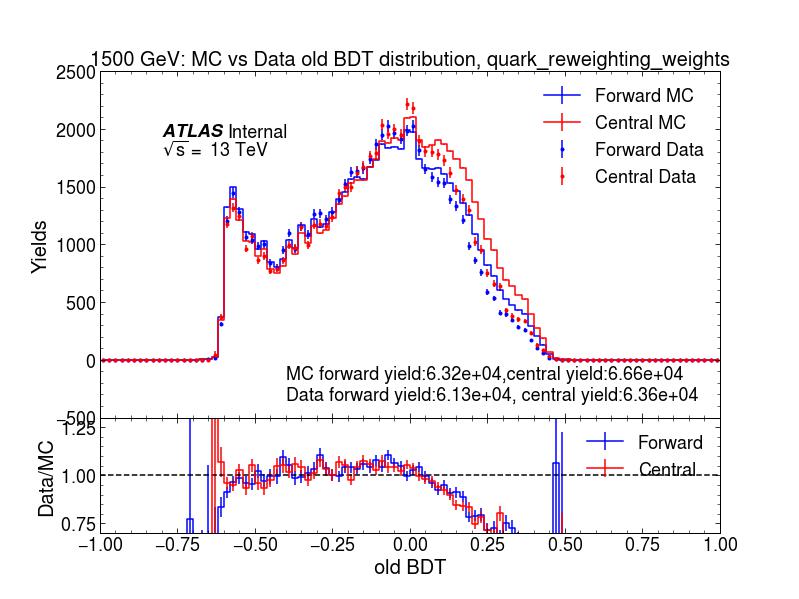 1500 GeV: MC vs Data old BDT distribution, quark_reweighting_weights
2500
2000
1500
1000
500
0
−500
Yields
ATLAS Internal
√s = 13 TeV
Forward MC
Central MC
Forward Data
Central Data
MC forward yield:6.32e+04,central yield:6.66e+04
Data forward yield:6.13e+04, central yield:6.36e+04
1.25
1.00
0.75
Data/MC
Forward
Central
−1.00 −0.75 −0.50 −0.25 0.00 0.25 0.50 0.75 1.00
old BDT